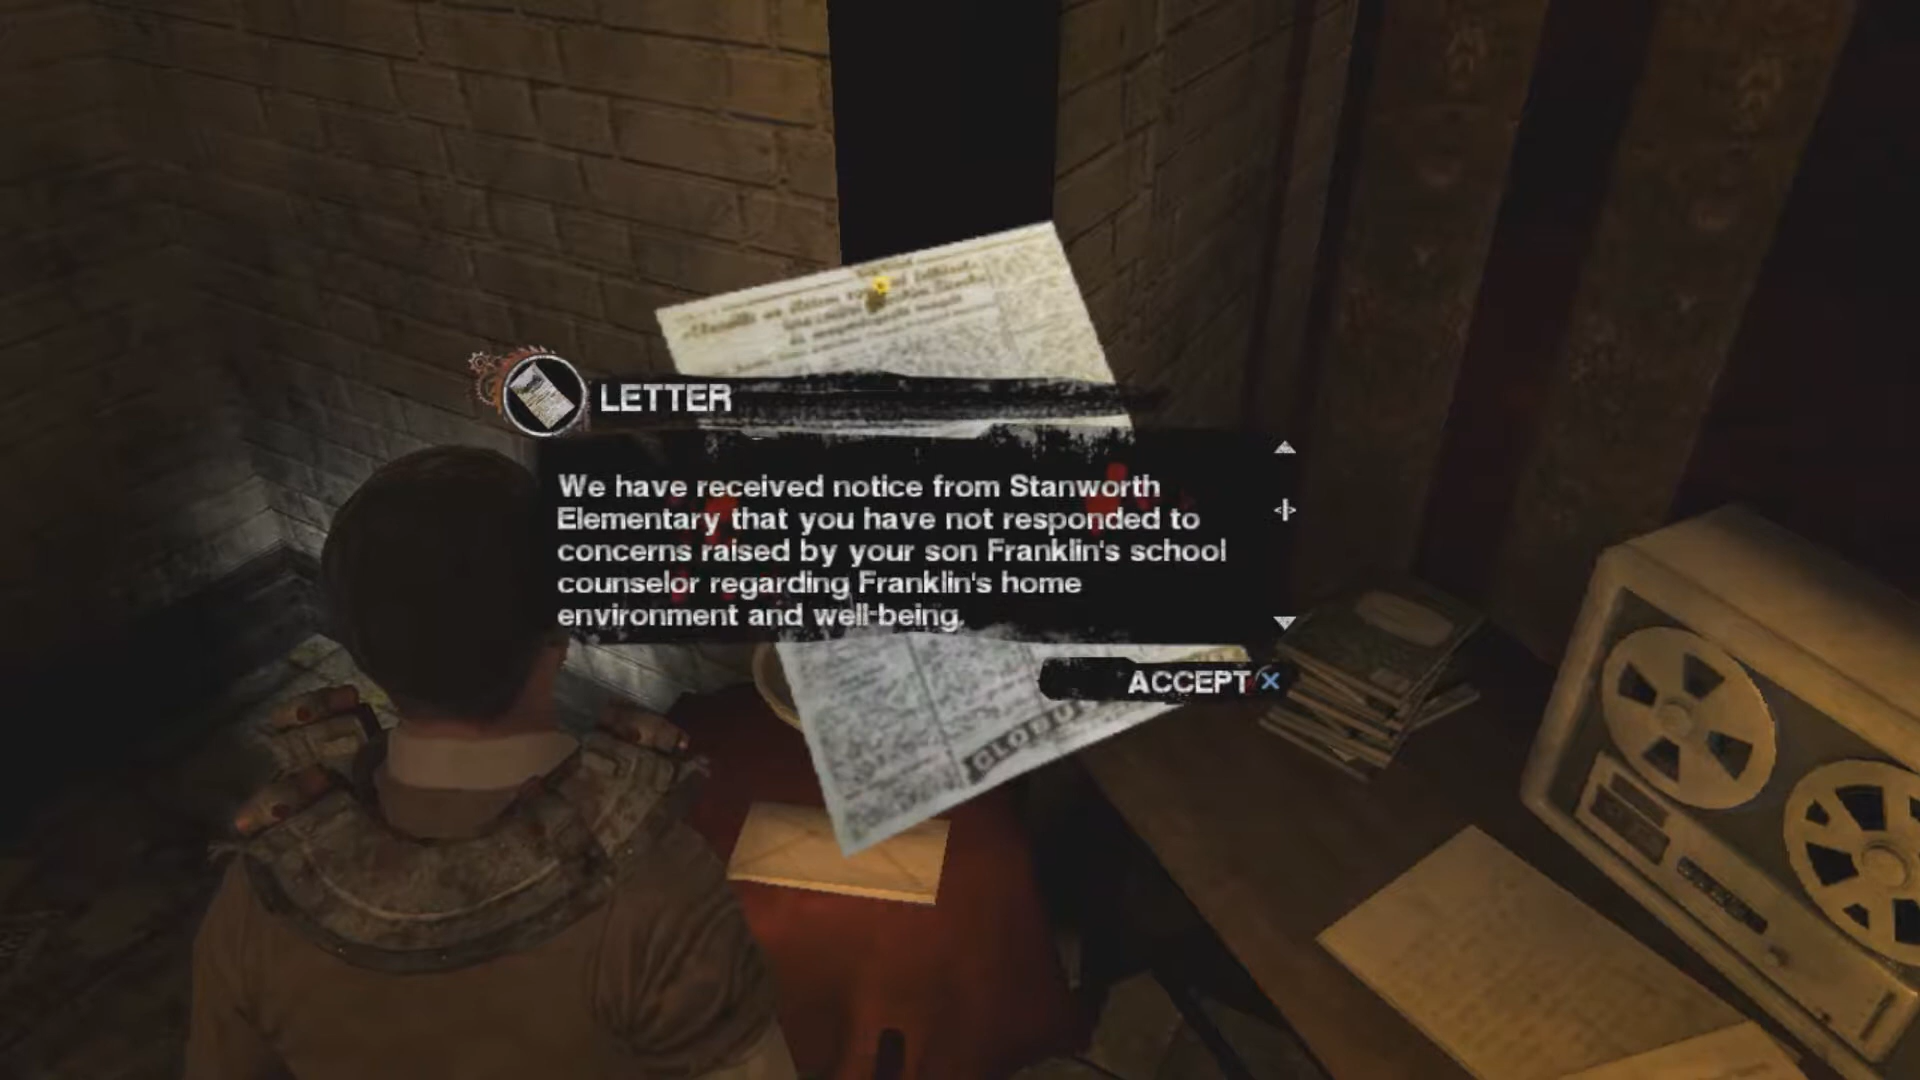 LETTER
We have received notice from Stanworth
Elementary that you have not responded to
concerns raised by your son Franklin's school
counselor regarding Franklin's home
environment and well-being.
ACCEPT